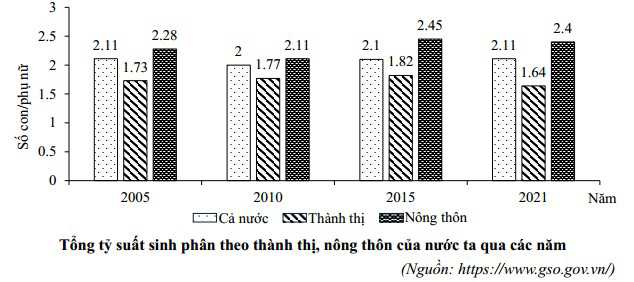 3
2.5
2
1.5
1
0.5
0
Số con/phụ nữ
2.11 1.73 2.28
2 1.77 2.11
2.1 1.82 2.45
2.11 1.64 2.4
2005 2010 2015 2021 Năm
Cả nước Thành thị Nông thôn
Tổng tỷ suất sinh phân theo thành thị, nông thôn của nước ta qua các năm
(Nguồn: https://www.gso.gov.vn/)